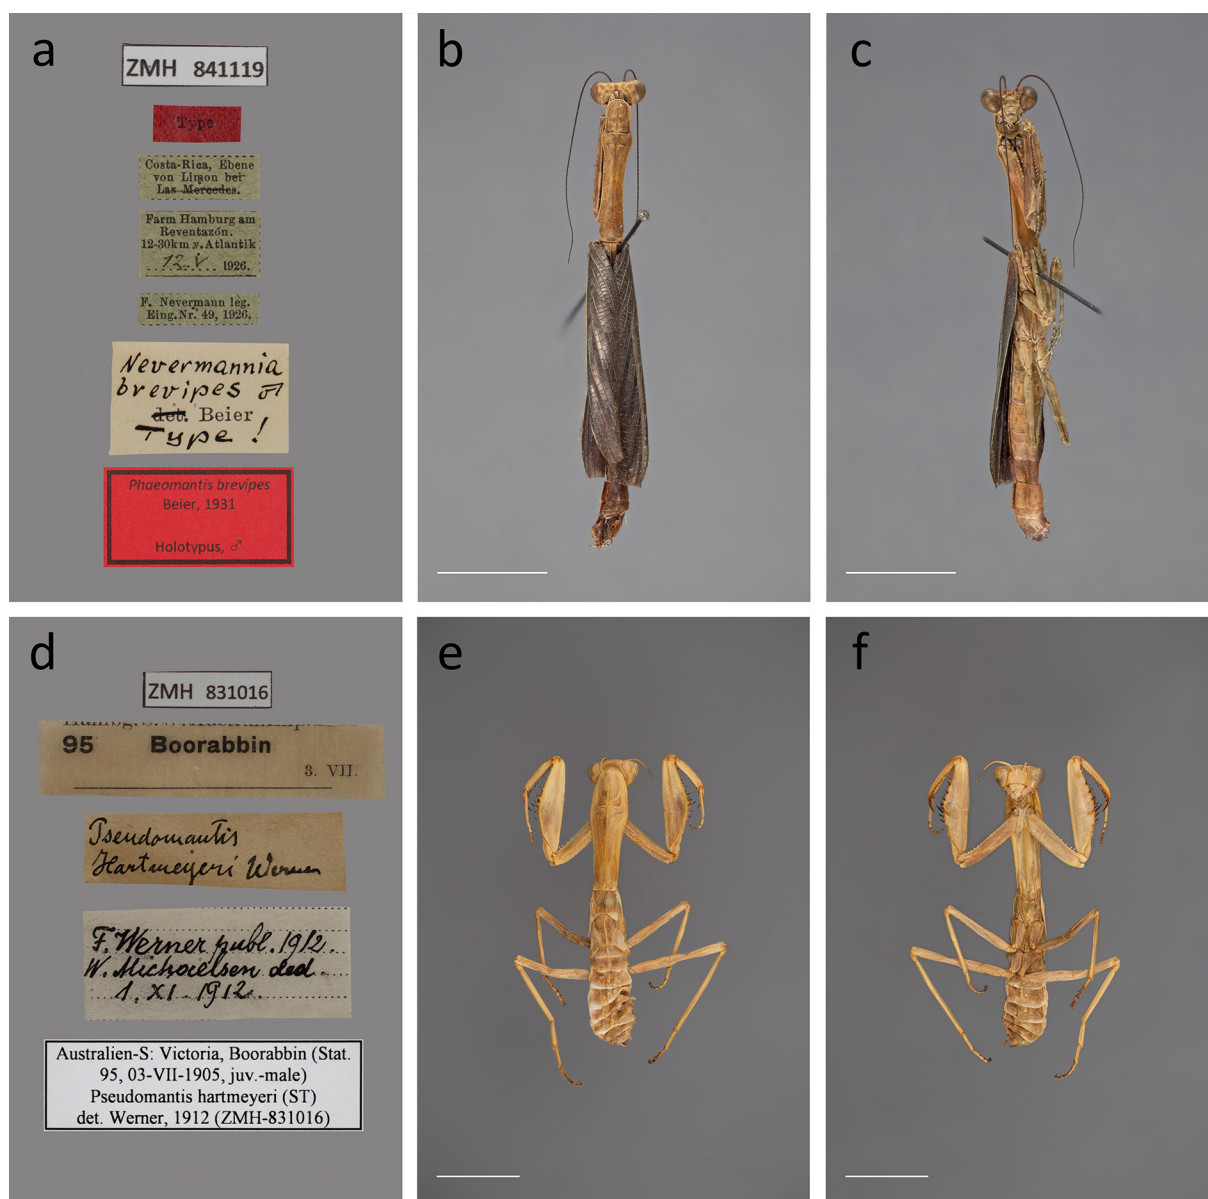 a
ZMH 841119
Type
Costa-Rica, Ebene
von Limon bei
Las Mercedes.
Farm Hamburg am
Reventazón.
12-30km v. Atlantik
12. V. 1926.
F. Nevermann leg.
Eing. Nr. 49, 1926.
Nevermannia
brevipes ♂
det. Beier
Type !
Phaeomantis brevipes
Beier, 1931
Holotypus, ♂
b
c
d
ZMH 831016
95 Boorabbin
3. VII.
Pseudomantis
Hartmeyeri Werner
F. Werner publ. 1912.
W. Michaelsen ded.
1. XI. 1912.
Australien-S: Victoria, Boorabbin (Stat.
95, 03-VII-1905, juv.-male)
Pseudomantis hartmeyeri (ST)
det. Werner, 1912 (ZMH-831016)
e
f